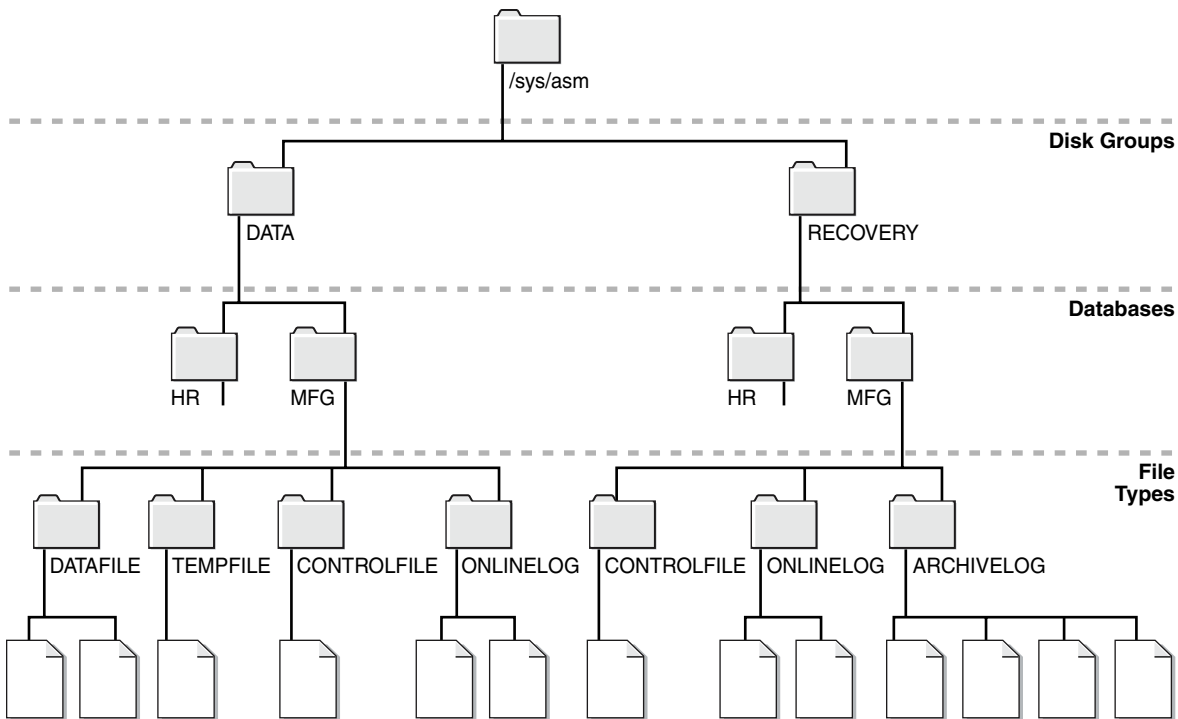 /sys/asm
Disk Groups
DATA
RECOVERY
Databases
HR
MFG
HR
MFG
File
Types
DATAFILE
TEMPFILE
CONTROLFILE
ONLINELOG
CONTROLFILE
ONLINELOG
ARCHIVELOG